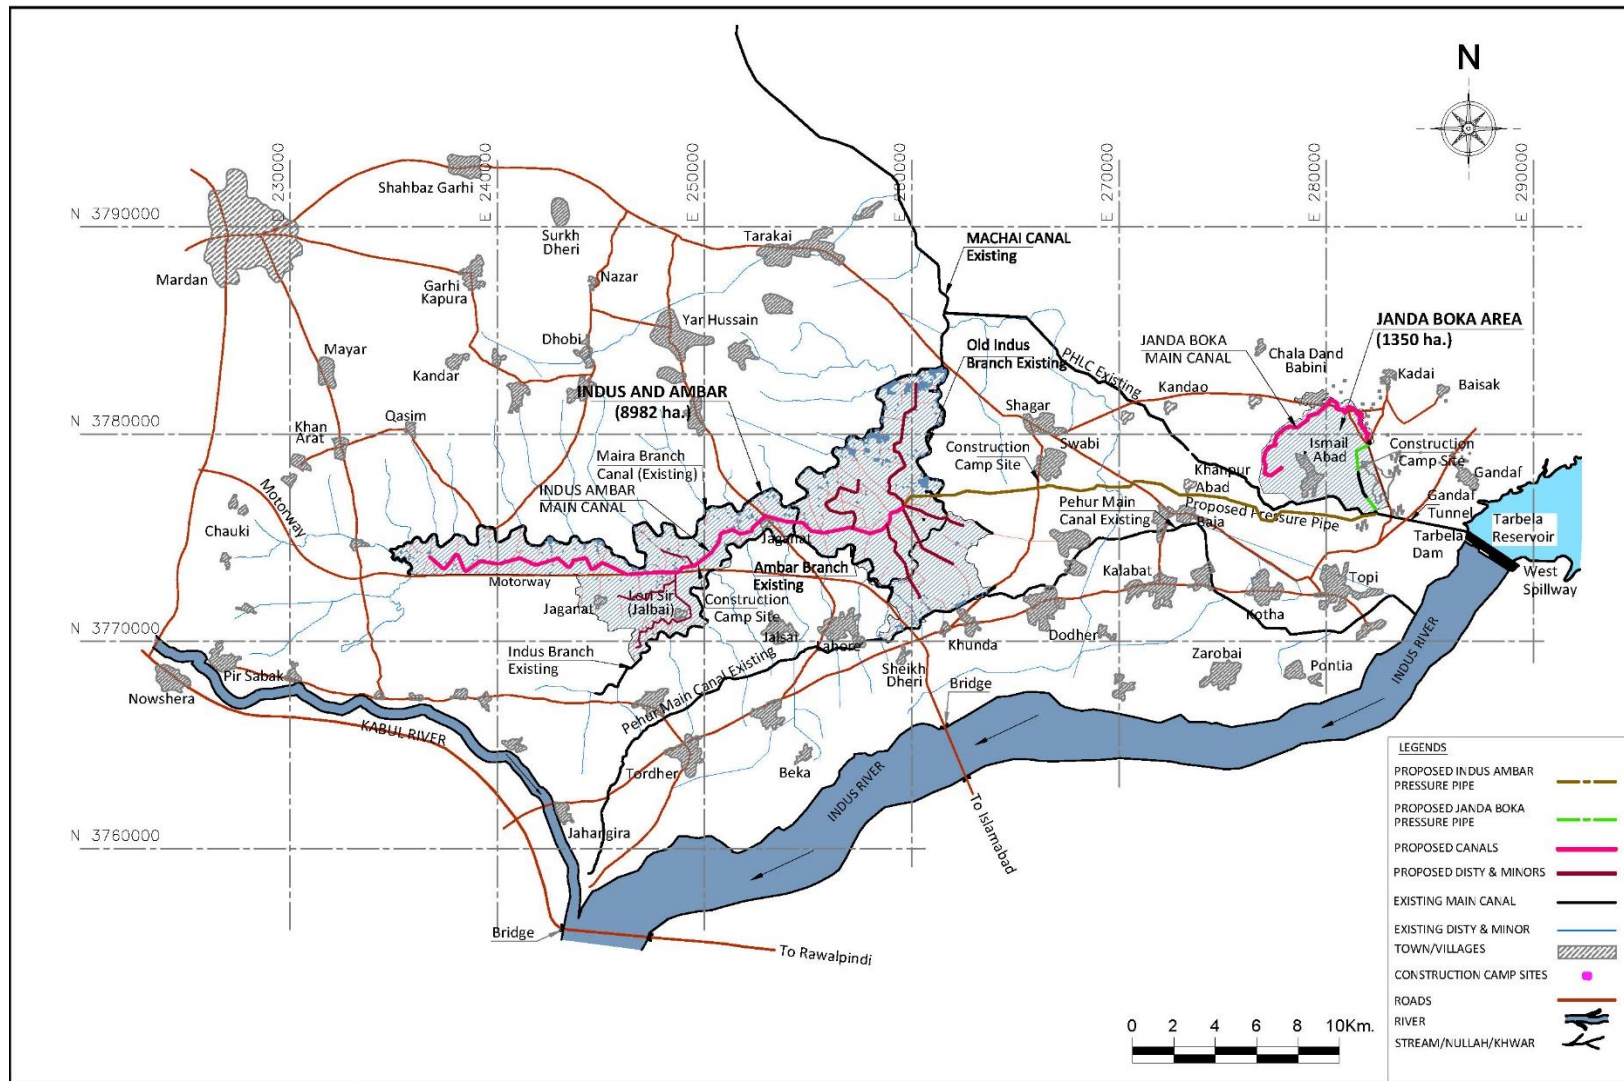 N
E 230000
E 240000
E 250000
E 260000
E 270000
E 280000
E 290000
N 3790000
N 3780000
N 3770000
N 3760000
Shahbaz Garhi
Mardan
Surkh
Dheri
Garhi
Kapura
Nazar
Tarakai
MACHAI CANAL
Existing
Yar Hussain
Dhobi
Mayar
Kandar
Old Indus
Branch Existing
PHLC Existing
JANDA BOKA
MAIN CANAL
JANDA BOKA AREA
(1350 ha.)
Chala Dand
Babini
Kadai
Baisak
Kandao
INDUS AND AMBAR
(8982 ha.)
Qasim
Khan
Arat
Shagar
Swabi
Construction
Camp Site
Ismail
Abad
Construction
Camp Site
Gandaf
Maira Branch
Canal (Existing)
INDUS AMBAR
MAIN CANAL
Khanpur
Abad
Pehur Main
Canal Existing
Proposed Pressure Pipe
Baja
Gandaf
Tunnel
Tarbela
Reservoir
Tarbela
Dam
West
Spillway
Motorway
Chauki
Jaganat
Motorway
Ambar Branch
Existing
Kalabat
Topi
Jaganat
Lori Sir
(Jalbai)
Construction
Camp Site
Jalsai
Lahore
Khunda
Dodher
Kotha
Zarobai
Pontia
Indus Branch
Existing
Pehur Main Canal Existing
Sheikh
Dheri
Bridge
INDUS RIVER
Pir Sabak
Nowshera
KABUL RIVER
Tordher
Beka
INDUS RIVER
To Islamabad
Jahangira
Bridge
To Rawalpindi
LEGENDS
PROPOSED INDUS AMBAR
PRESSURE PIPE
PROPOSED JANDA BOKA
PRESSURE PIPE
PROPOSED CANALS
PROPOSED DISTY & MINORS
EXISTING MAIN CANAL
EXISTING DISTY & MINOR
TOWN/VILLAGES
CONSTRUCTION CAMP SITES
ROADS
RIVER
STREAM/NULLAH/KHWAR
0 2 4 6 8 10Km.